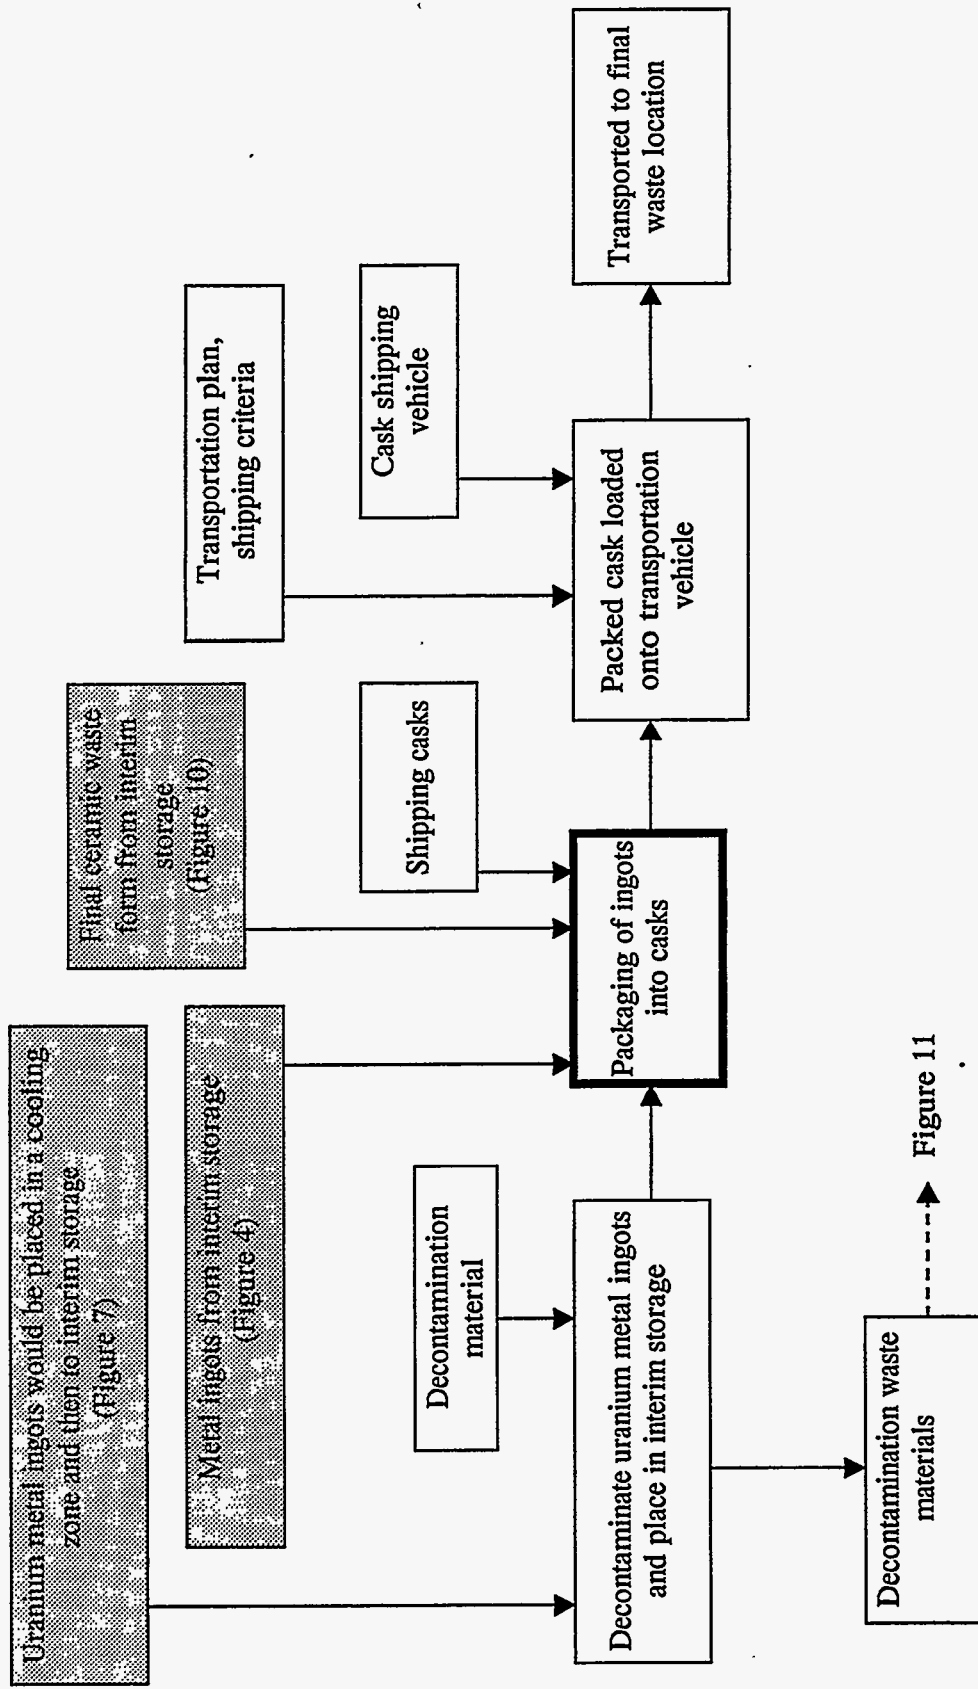 Uranium metal ingots would be placed in a cooling
zone and then to interim storage
(Figure 7)
Metal ingots from interim storage
(Figure 4)
Final ceramic waste
form from interim
storage
(Figure 10)
Transportation plan,
shipping criteria
Decontamination
material
Shipping casks
Cask shipping
vehicle
Decontaminate uranium metal ingots
and place in interim storage
Packaging of ingots
into casks
Packed cask loaded
onto transportation
vehicle
Transported to final
waste location
Decontamination waste
materials
Figure 11